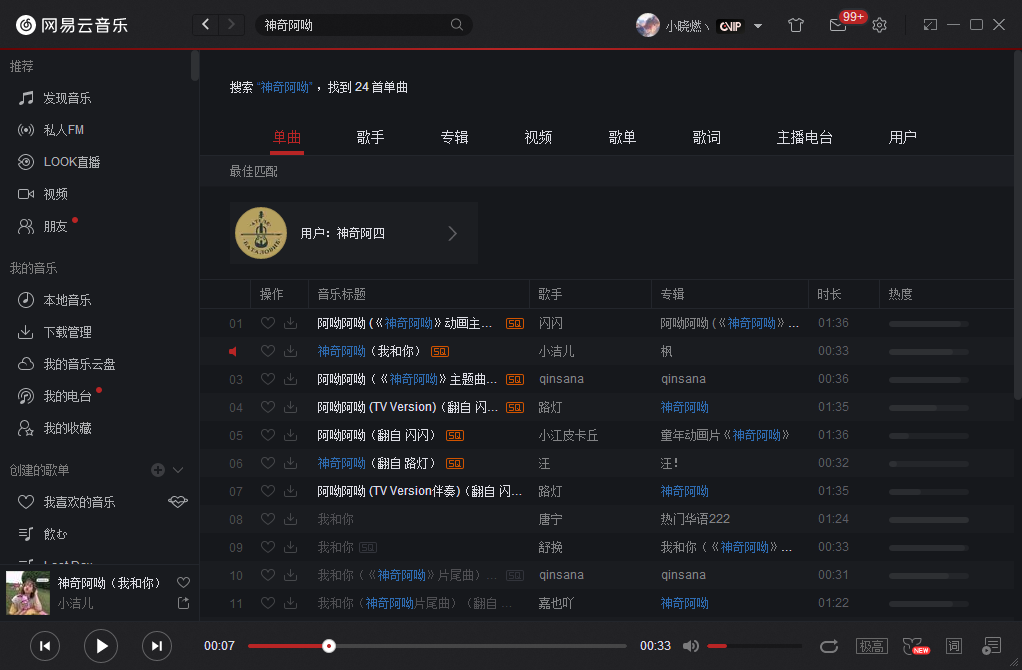 网易云音乐
神奇阿呦
小晓燃丶
CVIP
99+
推荐
发现音乐
私人FM
LOOK直播
视频
朋友
我的音乐
本地音乐
下载管理
我的音乐云盘
我的电台
我的收藏
创建的歌单
我喜欢的音乐
飲む
神奇阿呦（我和你）
小洁儿
搜索 “神奇阿呦” ，找到 24 首单曲
单曲 歌手 专辑 视频 歌单 歌词 主播电台 用户
最佳匹配
用户：神奇阿四
操作 音乐标题 歌手 专辑 时长 热度
01 阿呦阿呦 (《神奇阿呦》动画主... SQ 闪闪 阿呦阿呦 (《神奇阿呦》... 01:36
神奇阿呦（我和你） SQ 小洁儿 枫 00:33
03 阿呦阿呦（《神奇阿呦》主题曲... SQ qinsana qinsana 00:36
04 阿呦阿呦 (TV Version)（翻自 闪... SQ 路灯 神奇阿呦 01:35
05 阿呦阿呦（翻自 闪闪） SQ 小江皮卡丘 童年动画片《神奇阿呦》 01:36
06 神奇阿呦（翻自 路灯） SQ 汪 汪！ 00:32
07 阿呦阿呦 (TV Version伴奏)（翻自 闪... 路灯 神奇阿呦 01:35
08 我和你 唐宁 热门华语222 01:24
09 我和你 SQ 舒挽 我和你（《神奇阿呦》... 00:33
10 我和你（《神奇阿呦》片尾曲）... SQ qinsana qinsana 00:31
11 我和你（神奇阿呦片尾曲）（翻自 ... 嘉也吖 神奇阿呦 01:22
00:07 00:33 极高 NEW 词